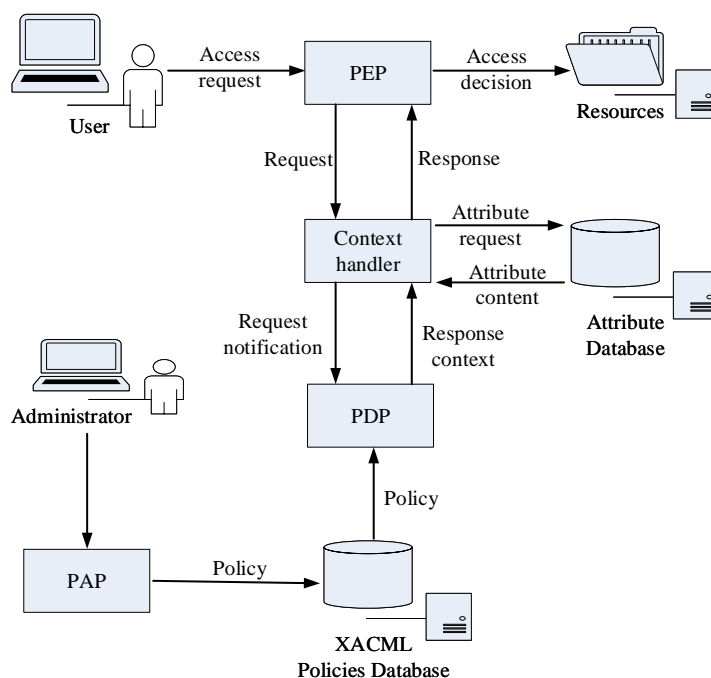 Access
request
PEP
Access
decision
User
Resources
Request
Response
Context
handler
Attribute
request
Attribute
content
Request
notification
Response
context
Attribute
Database
Administrator
PDP
Policy
PAP
Policy
XACML
Policies Database